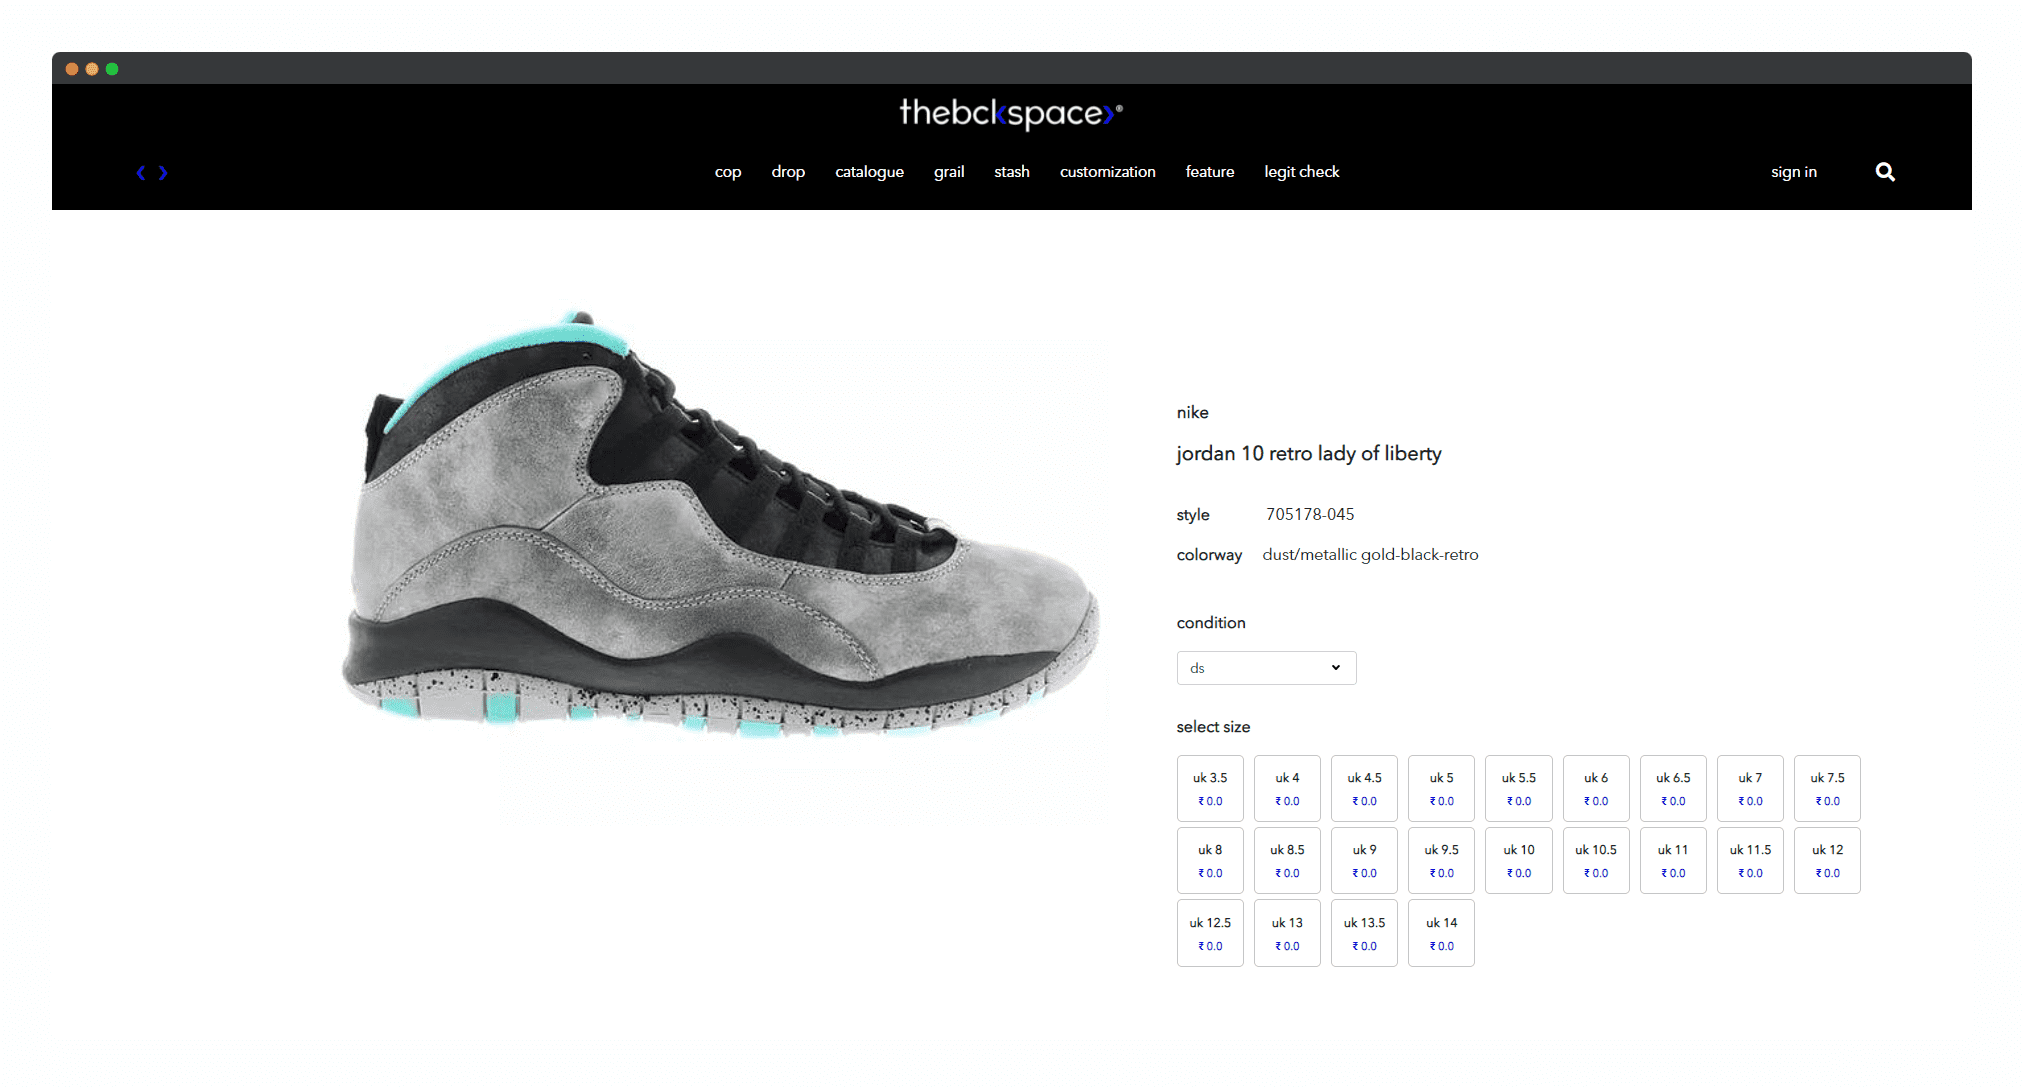 thebckspace®
cop drop catalogue grail stash customization feature legit check sign in
nike
jordan 10 retro lady of liberty
style 705178-045
colorway dust/metallic gold-black-retro
condition
ds
select size
uk 3.5 uk 4 uk 4.5 uk 5 uk 5.5 uk 6 uk 6.5 uk 7 uk 7.5
₹ 0.0 ₹ 0.0 ₹ 0.0 ₹ 0.0 ₹ 0.0 ₹ 0.0 ₹ 0.0 ₹ 0.0 ₹ 0.0
uk 8 uk 8.5 uk 9 uk 9.5 uk 10 uk 10.5 uk 11 uk 11.5 uk 12
₹ 0.0 ₹ 0.0 ₹ 0.0 ₹ 0.0 ₹ 0.0 ₹ 0.0 ₹ 0.0 ₹ 0.0 ₹ 0.0
uk 12.5 uk 13 uk 13.5 uk 14
₹ 0.0 ₹ 0.0 ₹ 0.0 ₹ 0.0